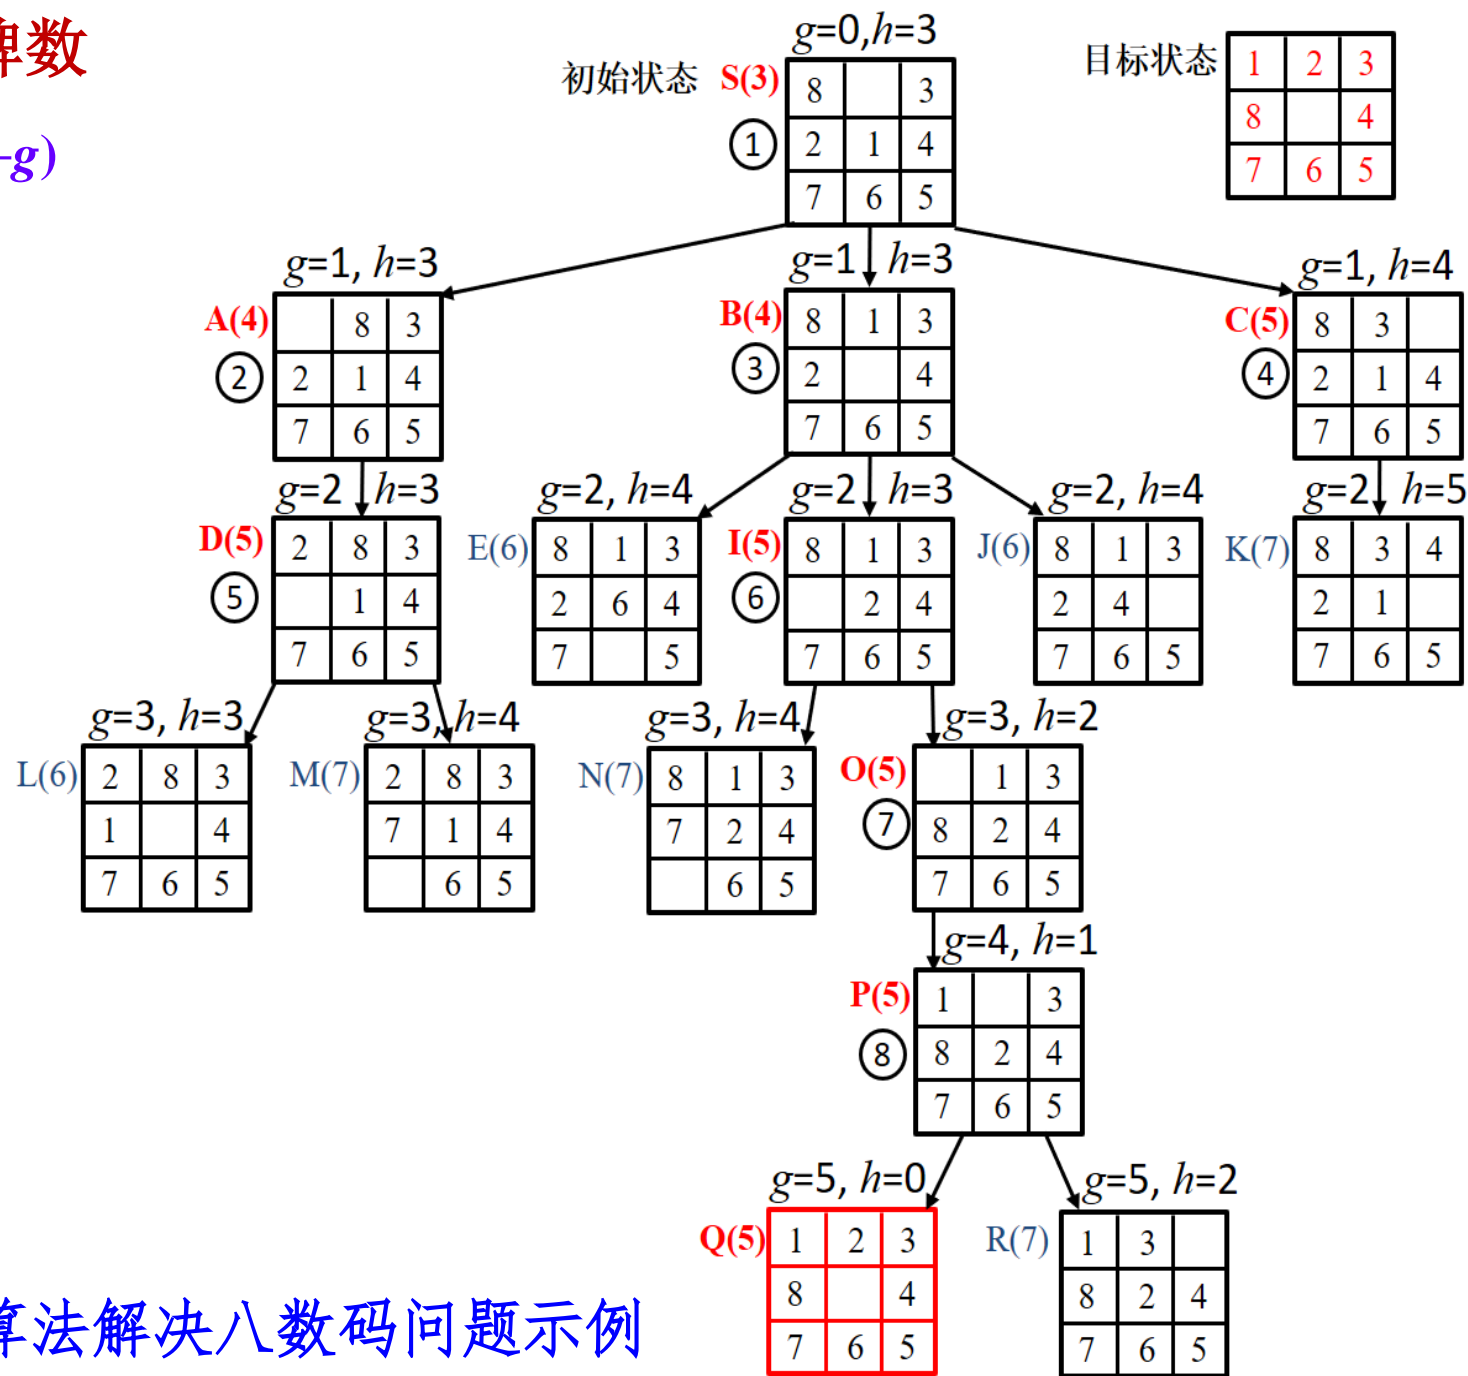 牌数
-g)
g=0,h=3
初始状态 S(3)
①
8 3
2 1 4
7 6 5
目标状态
1 2 3
8 4
7 6 5
g=1, h=3
A(4)
②
8 3
2 1 4
7 6 5
g=1 h=3
B(4)
③
8 1 3
2 4
7 6 5
g=1, h=4
C(5)
④
8 3
2 1 4
7 6 5
g=2 h=3
D(5)
⑤
2 8 3
1 4
7 6 5
g=2, h=4
E(6)
8 1 3
2 6 4
7 5
g=2 h=3
I(5)
⑥
8 1 3
2 4
7 6 5
g=2, h=4
J(6)
8 1 3
2 4
7 6 5
g=2 h=5
K(7)
8 3 4
2 1
7 6 5
g=3, h=3
L(6)
2 8 3
1 4
7 6 5
g=3, h=4
M(7)
2 8 3
7 1 4
6 5
g=3, h=4
N(7)
8 1 3
7 2 4
6 5
g=3, h=2
O(5)
⑦
1 3
8 2 4
7 6 5
g=4, h=1
P(5)
⑧
1 3
8 2 4
7 6 5
g=5, h=0
Q(5)
1 2 3
8 4
7 6 5
g=5, h=2
R(7)
1 3
8 2 4
7 6 5
算法解决八数码问题示例